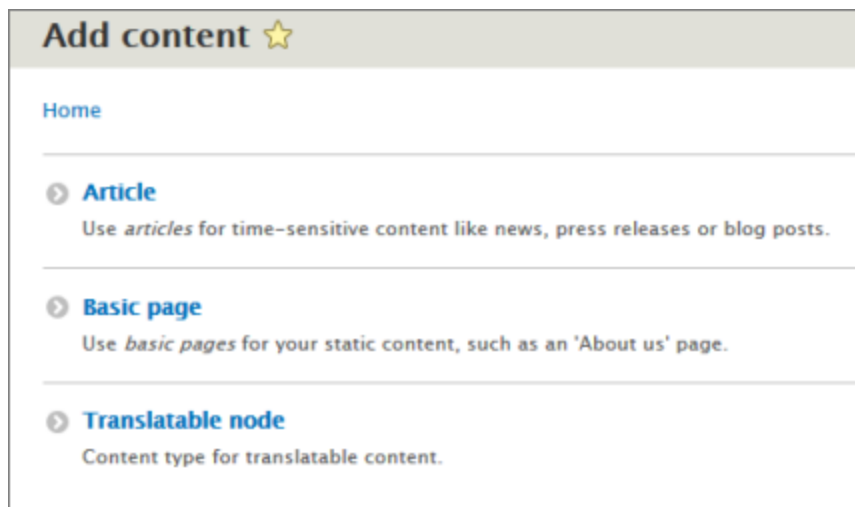 Add content
Home
Article
Use articles for time-sensitive content like news, press releases or blog posts.
Basic page
Use basic pages for your static content, such as an 'About us' page.
Translatable node
Content type for translatable content.